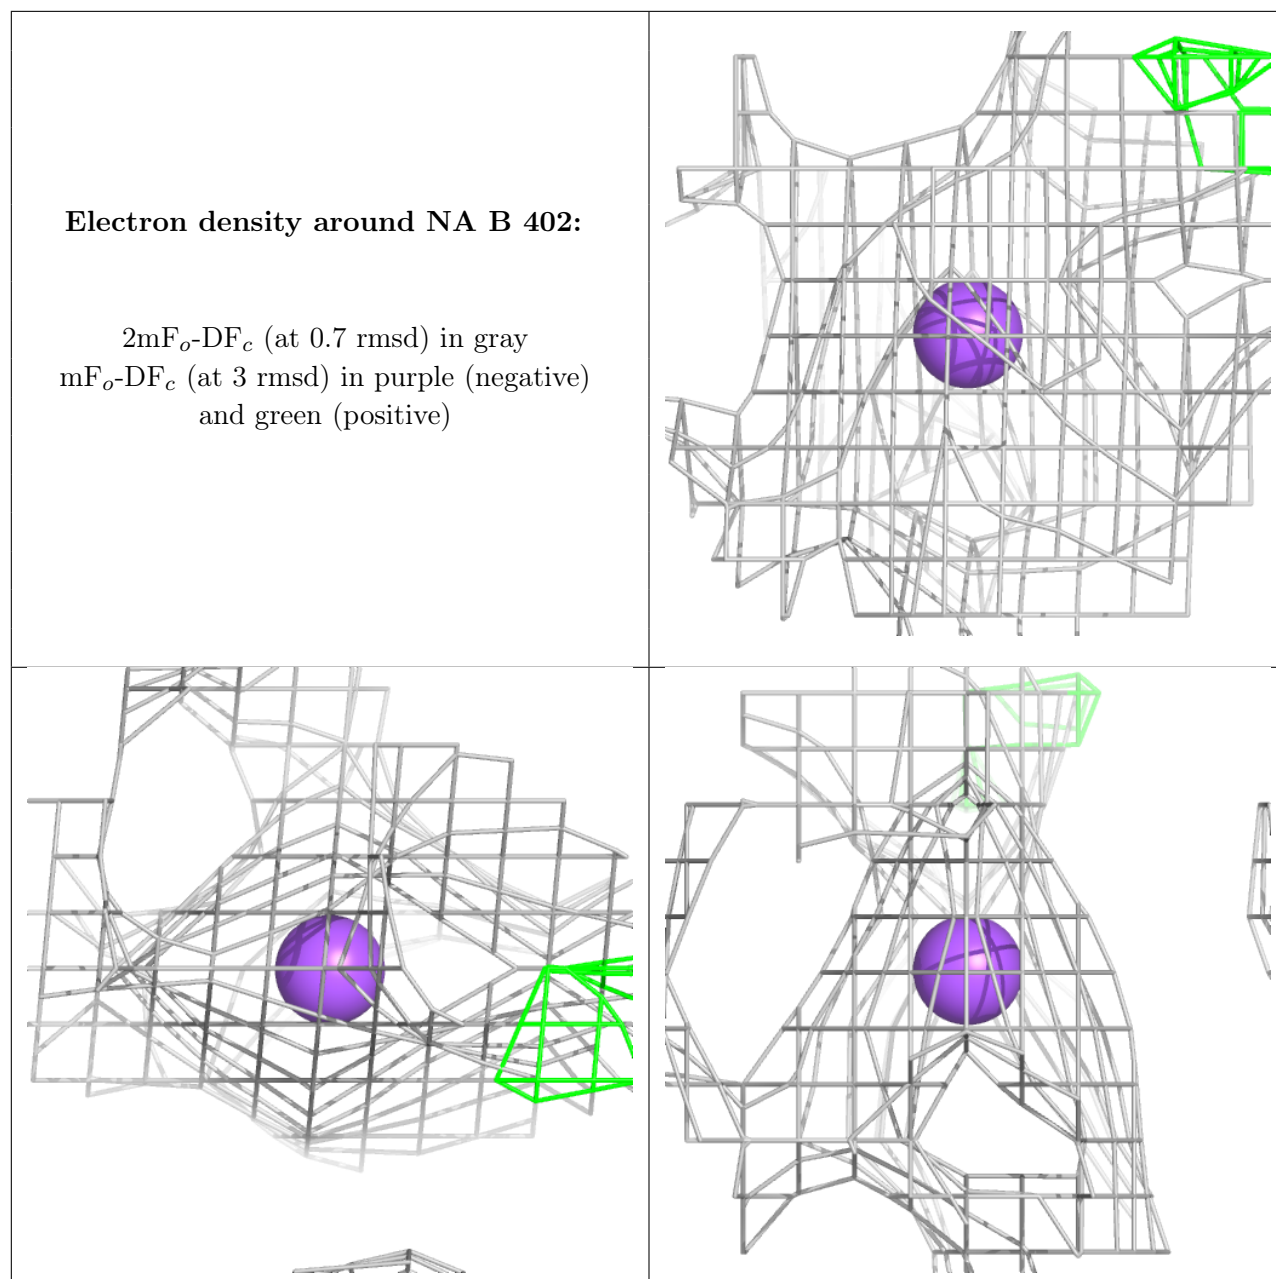 Electron density around NA B 402:
2mFo-DFc (at 0.7 rmsd) in gray
mFo-DFc (at 3 rmsd) in purple (negative)
and green (positive)